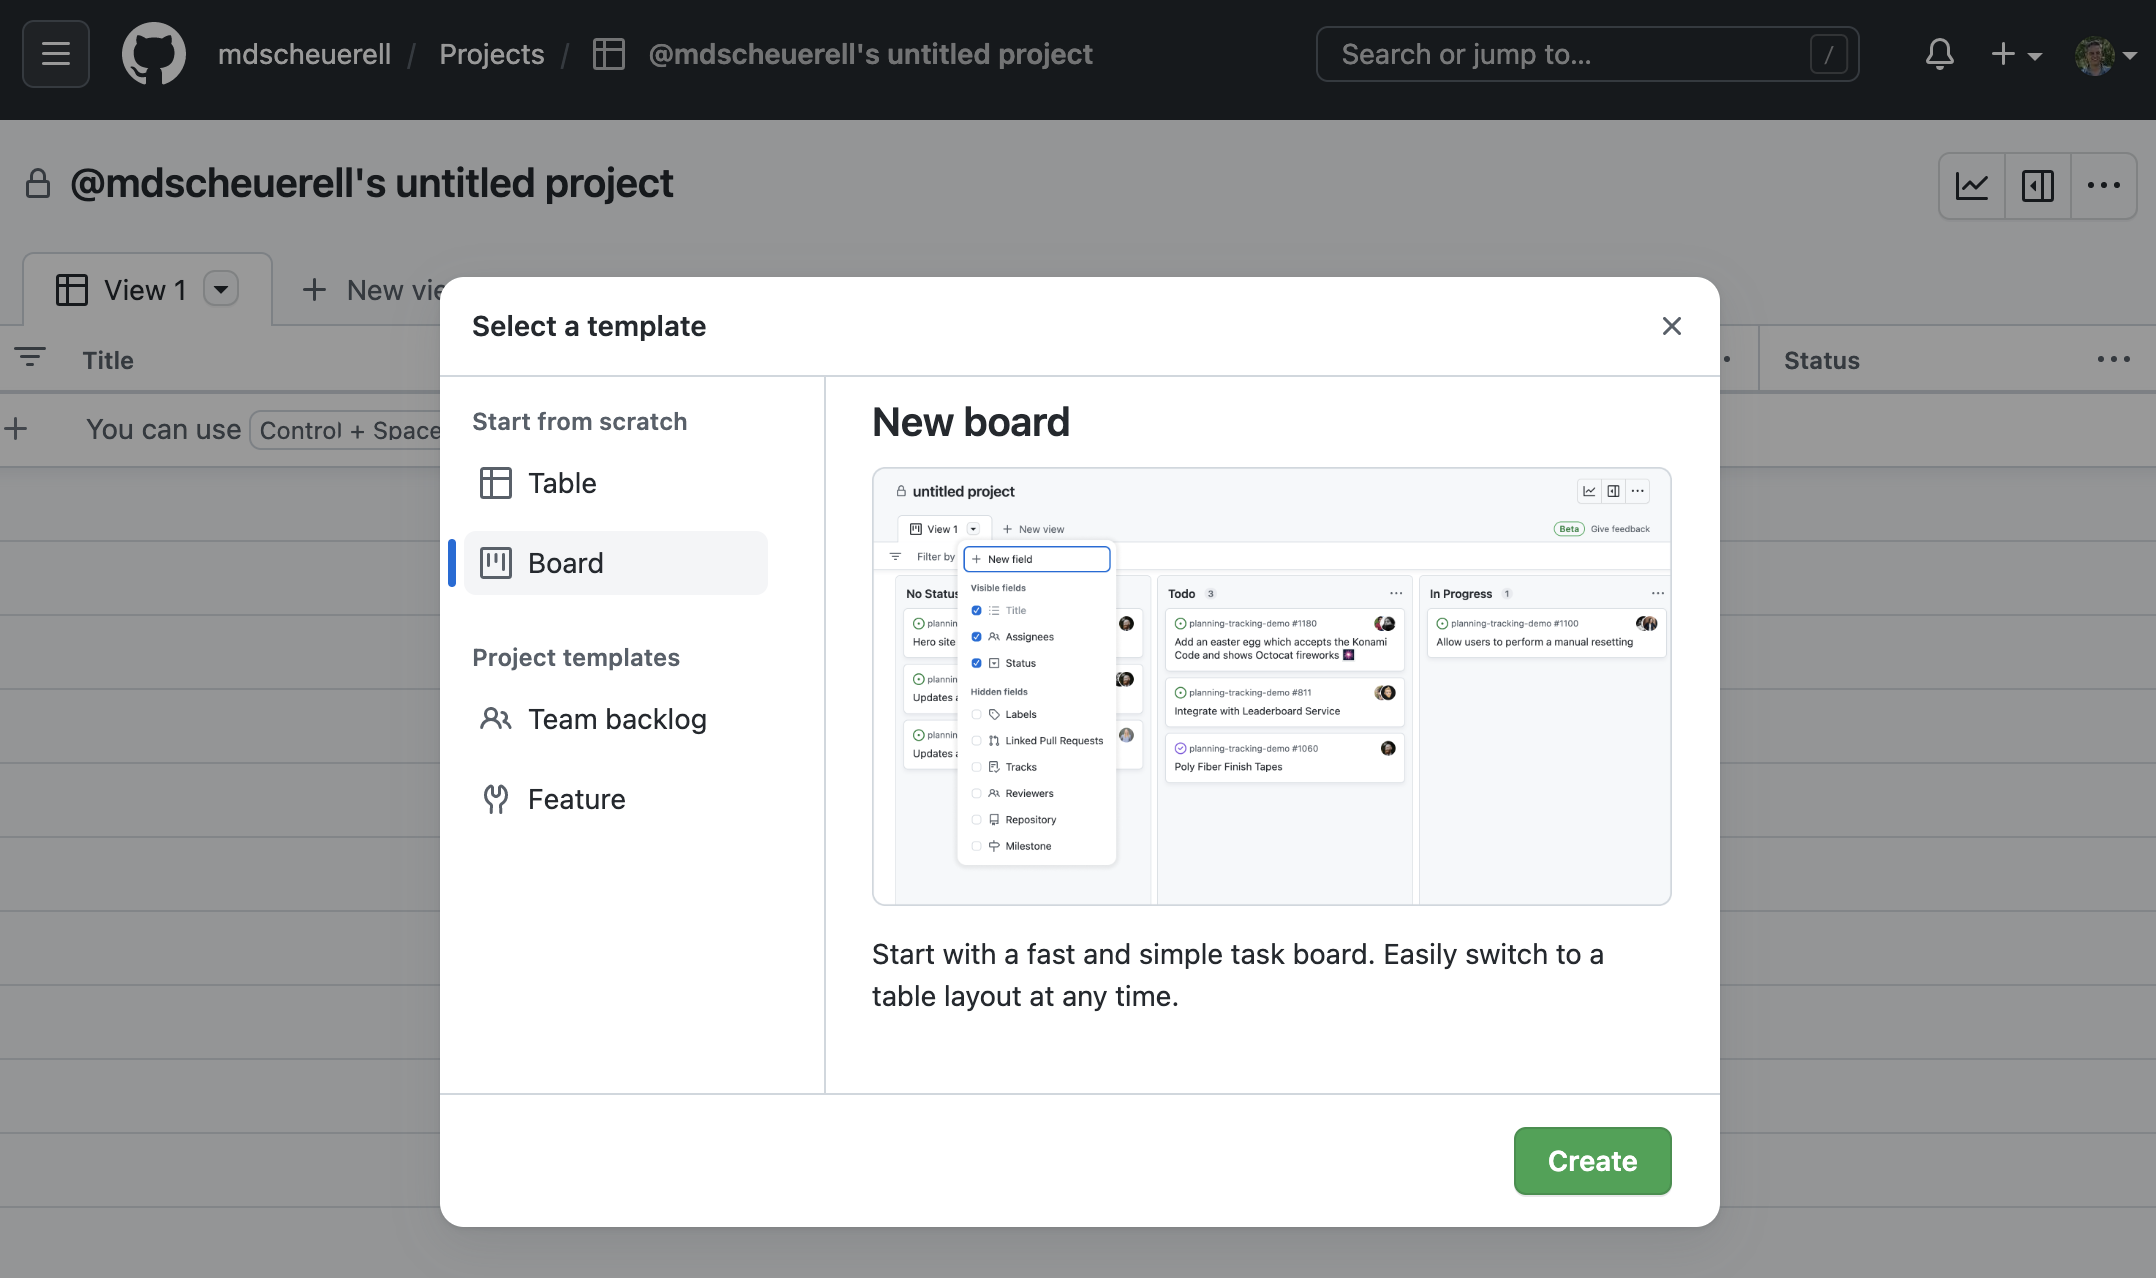 mdscheuerell / Projects / @mdscheuerell's untitled project
Search or jump to...
/
@mdscheuerell's untitled project
View 1
New vie
Title
Status
You can use Control + Space
Select a template
Start from scratch
Table
Board
Project templates
Team backlog
Feature
New board
untitled project
View 1
New view
Beta Give feedback
Filter by
New field
Visible fields
Title
Assignees
Status
Hidden fields
Labels
Linked Pull Requests
Tracks
Reviewers
Repository
Milestone
No Status
plannin
Hero site
plannin
Updates a
plannin
Updates a
Todo 3
planning-tracking-demo #1180
Add an easter egg which accepts the Konami
Code and shows Octocat fireworks
planning-tracking-demo #811
Integrate with Leaderboard Service
planning-tracking-demo #1060
Poly Fiber Finish Tapes
In Progress 1
planning-tracking-demo #1100
Allow users to perform a manual resetting
Start with a fast and simple task board. Easily switch to a
table layout at any time.
Create